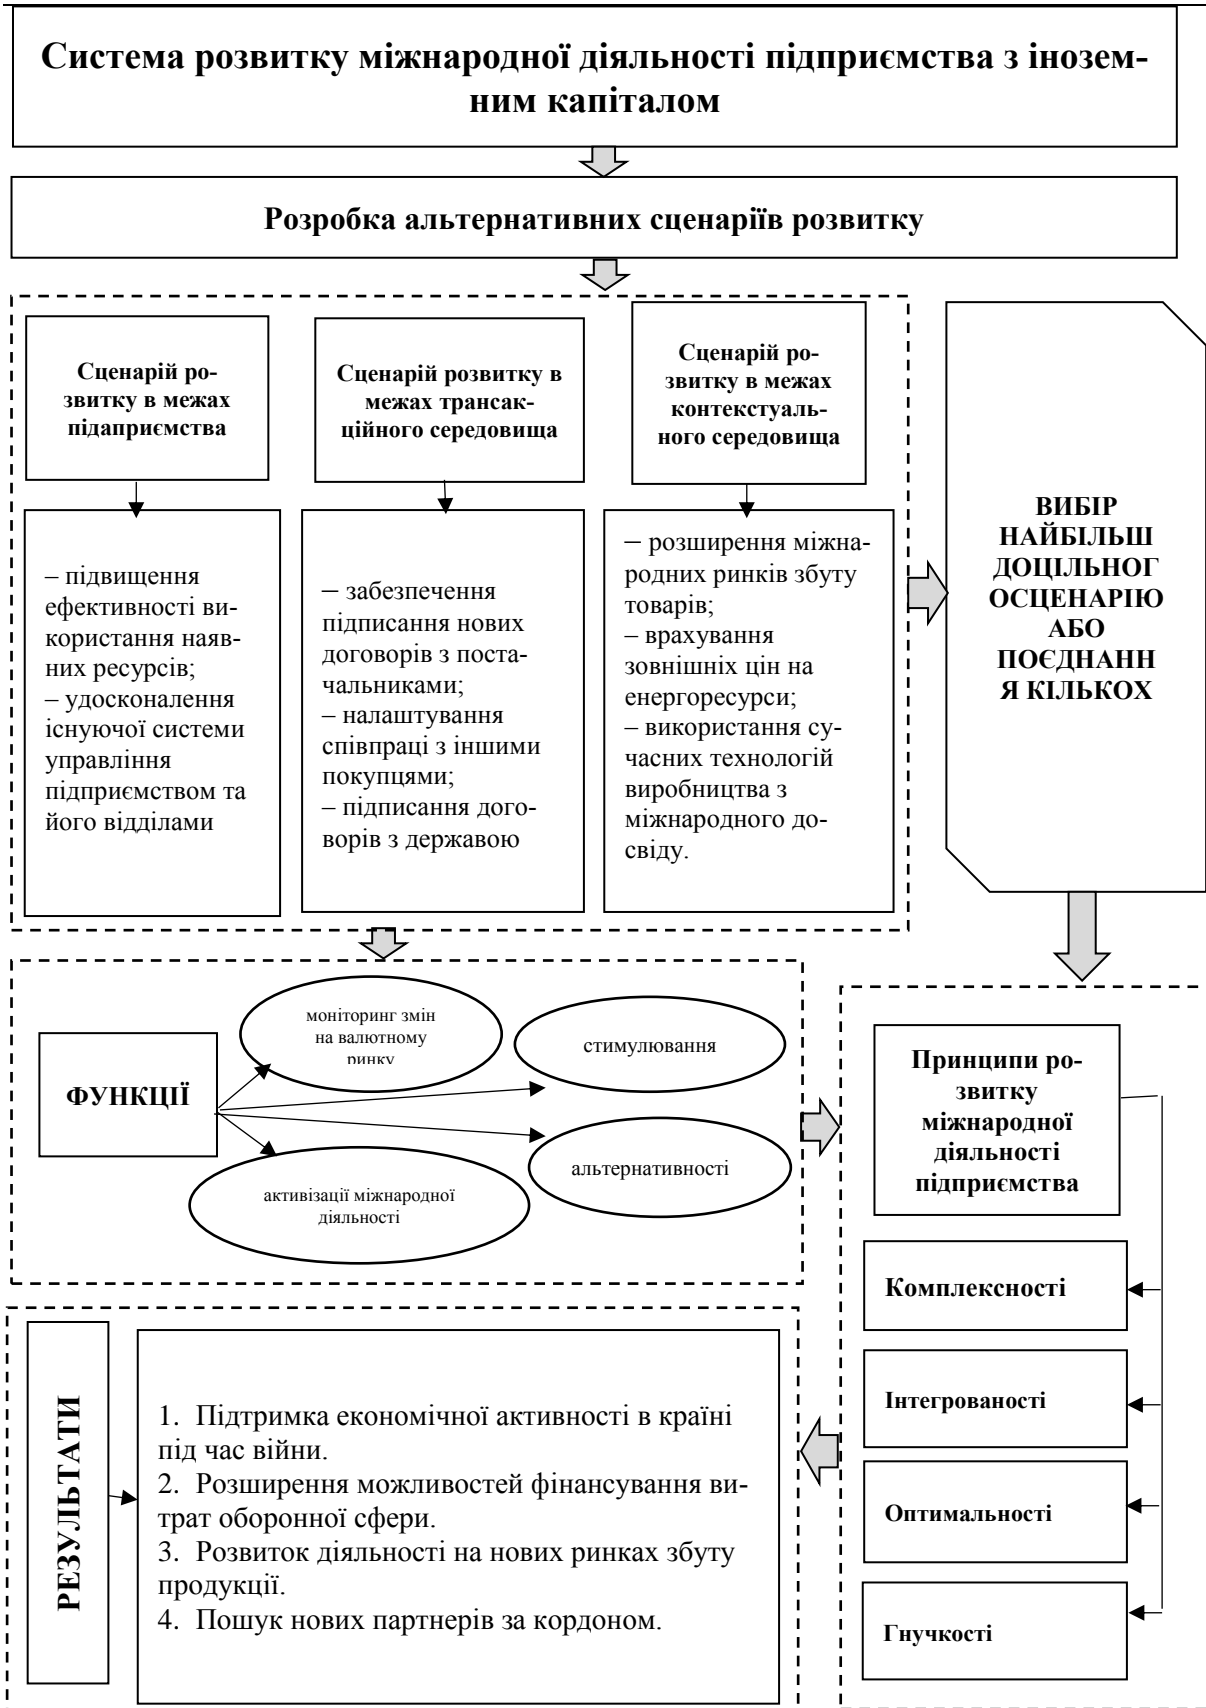 Система розвитку міжнародної діяльності підприємства з інозем-
ним капіталом
Розробка альтернативних сценаріїв розвитку
Сценарій ро-
звитку в межах
підаприємства
Сценарій розвитку в
межах трансак-
ційного середовища
Сценарій ро-
звитку в межах
контекстуаль-
ного середовища
– підвищення
ефективності ви-
користання наяв-
них ресурсів;
– удосконалення
існуючої системи
управління
підприємством та
його відділами
– забезпечення
підписання нових
договорів з поста-
чальниками;
– налаштування
співпраці з іншими
покупцями;
– підписання дого-
ворів з державою
– розширення міжна-
родних ринків збуту
товарів;
– врахування
зовнішніх цін на
енергоресурси;
– використання су-
часних технологій
виробництва з
міжнародного до-
свіду.
ВИБІР
НАЙБІЛЬШ
ДОЦІЛЬНОГ
ОСЦЕНАРІЮ
АБО
ПОЄДНАНН
Я КІЛЬКОХ
ФУНКЦІЇ
моніторинг змін
на валютному
ринку
стимулювання
активізації міжнародної
діяльності
альтернативності
Принципи ро-
звитку
міжнародної
діяльності
підприємства
Комплексності
Інтегрованості
Оптимальності
Гнучкості
РЕЗУЛЬТАТИ
1. Підтримка економічної активності в країні
під час війни.
2. Розширення можливостей фінансування ви-
трат оборонної сфери.
3. Розвиток діяльності на нових ринках збуту
продукції.
4. Пошук нових партнерів за кордоном.